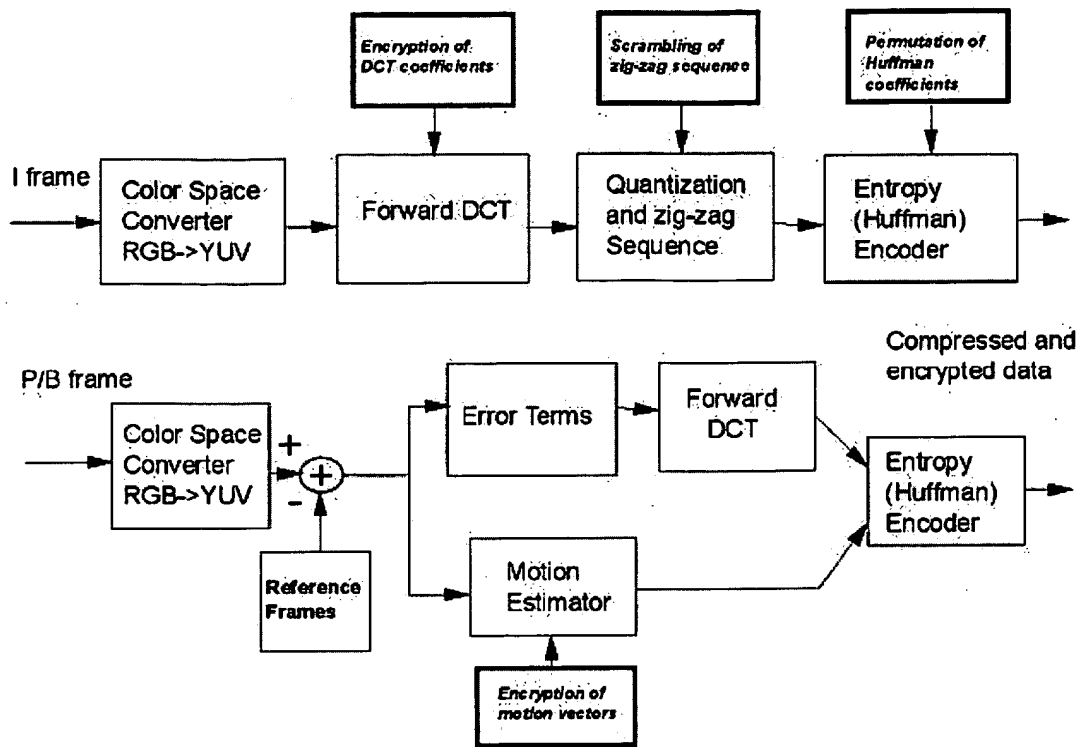 Encryption of
DCT coefficients
Scrambling of
zig-zag sequence
Permutation of
Huffman
coefficients
I frame
Color Space
Converter
RGB->YUV
Forward DCT
Quantization
and zig-zag
Sequence
Entropy
(Huffman)
Encoder
Compressed and
encrypted data
P/B frame
Color Space
Converter
RGB->YUV
+
-
+
Reference
Frames
Error Terms
Forward
DCT
Motion
Estimator
Entropy
(Huffman)
Encoder
Encryption of
motion vectors